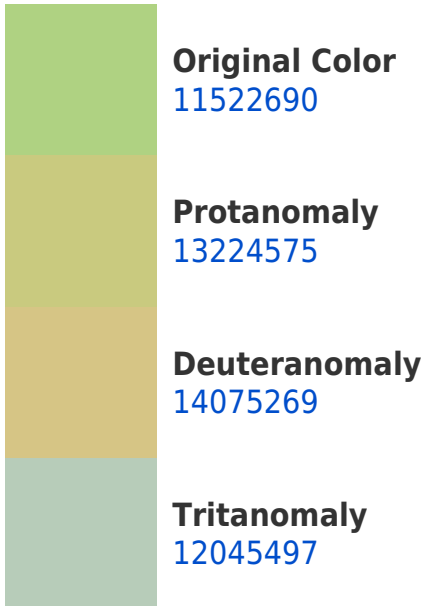 Original Color
11522690
Protanomaly
13224575
Deuteranomaly
14075269
Tritanomaly
12045497